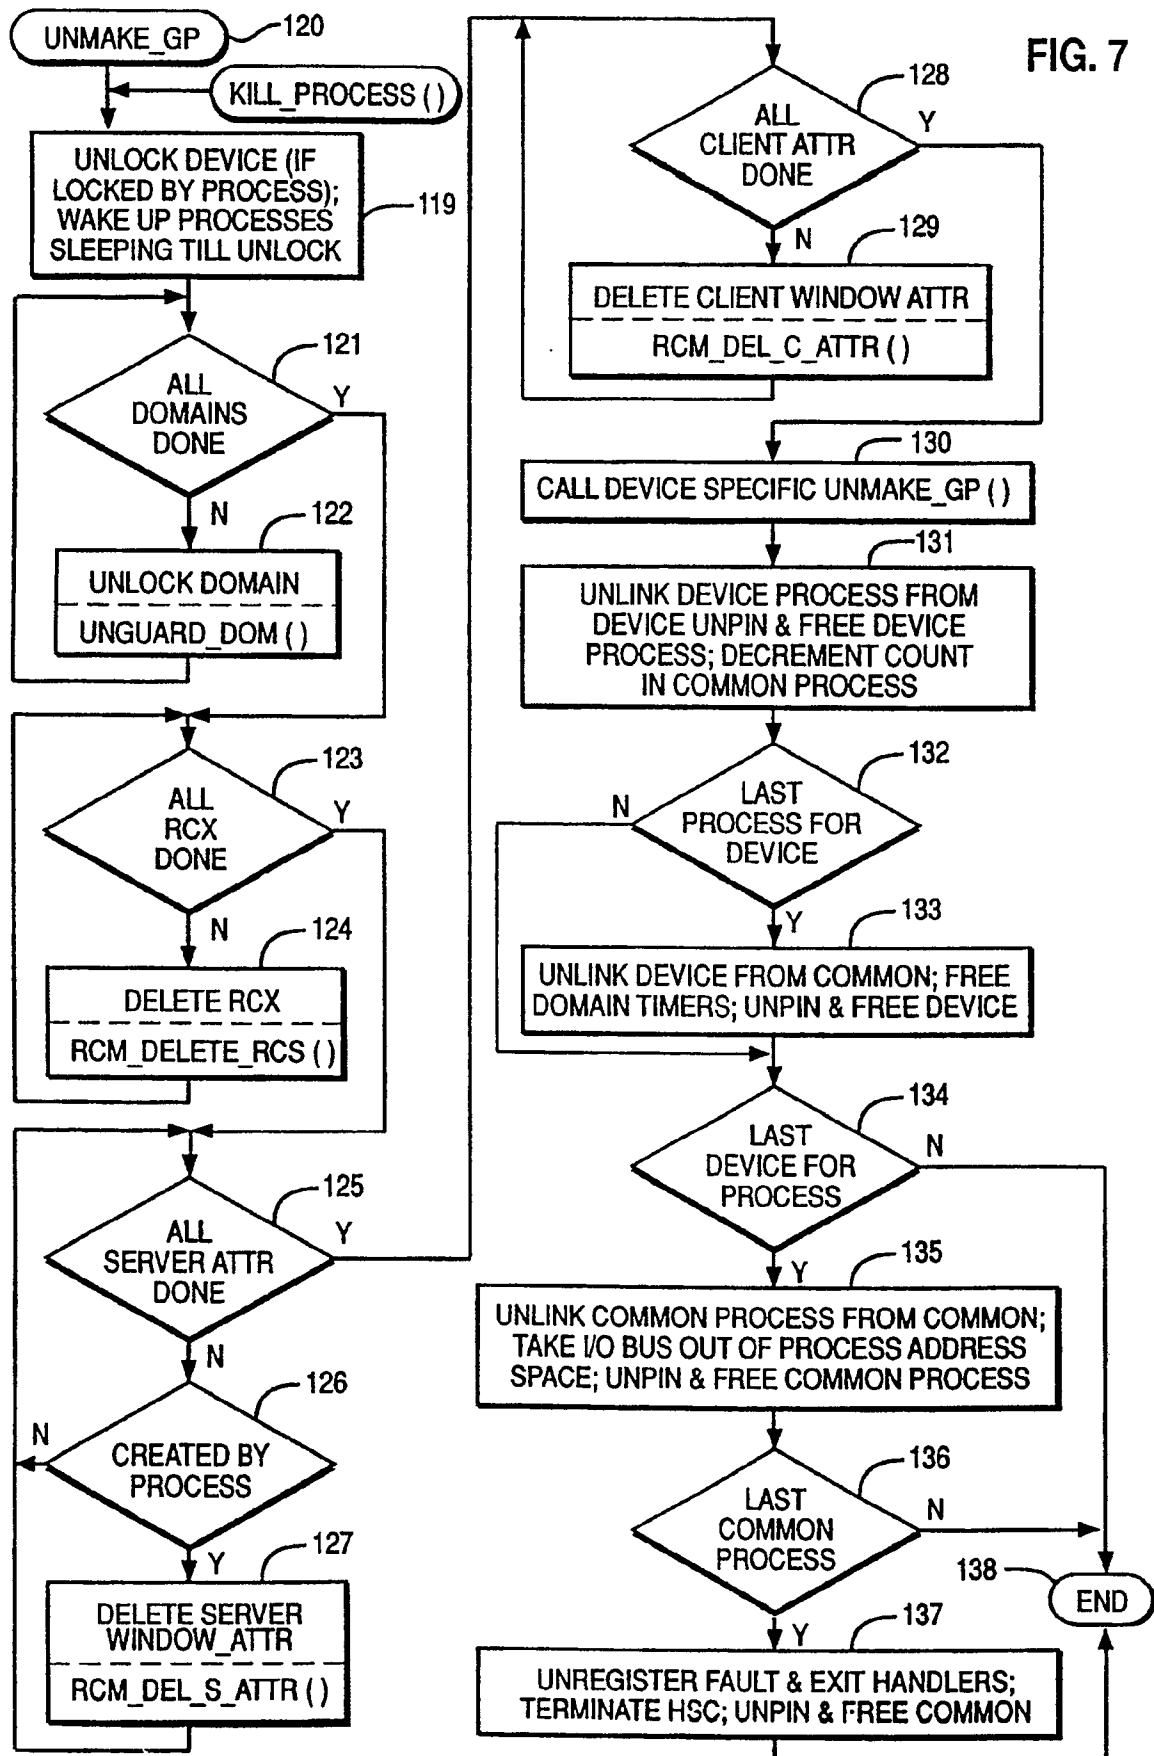 UNMAKE_GP
120
KILL_PROCESS ( )
UNLOCK DEVICE (IF
LOCKED BY PROCESS);
WAKE UP PROCESSES
SLEEPING TILL UNLOCK
119
121
ALL
DOMAINS
DONE
Y
N
122
UNLOCK DOMAIN
UNGUARD_DOM ( )
123
ALL
RCX
DONE
Y
N
124
DELETE RCX
RCM_DELETE_RCS ( )
125
ALL
SERVER ATTR
DONE
Y
N
126
CREATED BY
PROCESS
N
Y
127
DELETE SERVER
WINDOW_ATTR
RCM_DEL_S_ATTR ( )
FIG. 7
128
ALL
CLIENT ATTR
DONE
Y
N
129
DELETE CLIENT WINDOW ATTR
RCM_DEL_C_ATTR ( )
130
CALL DEVICE SPECIFIC UNMAKE_GP ( )
131
UNLINK DEVICE PROCESS FROM
DEVICE UNPIN & FREE DEVICE
PROCESS; DECREMENT COUNT
IN COMMON PROCESS
132
LAST
PROCESS FOR
DEVICE
N
Y
133
UNLINK DEVICE FROM COMMON; FREE
DOMAIN TIMERS; UNPIN & FREE DEVICE
134
LAST
DEVICE FOR
PROCESS
N
Y
135
UNLINK COMMON PROCESS FROM COMMON;
TAKE I/O BUS OUT OF PROCESS ADDRESS
SPACE; UNPIN & FREE COMMON PROCESS
136
LAST
COMMON
PROCESS
N
Y
138
END
137
UNREGISTER FAULT & EXIT HANDLERS;
TERMINATE HSC; UNPIN & FREE COMMON